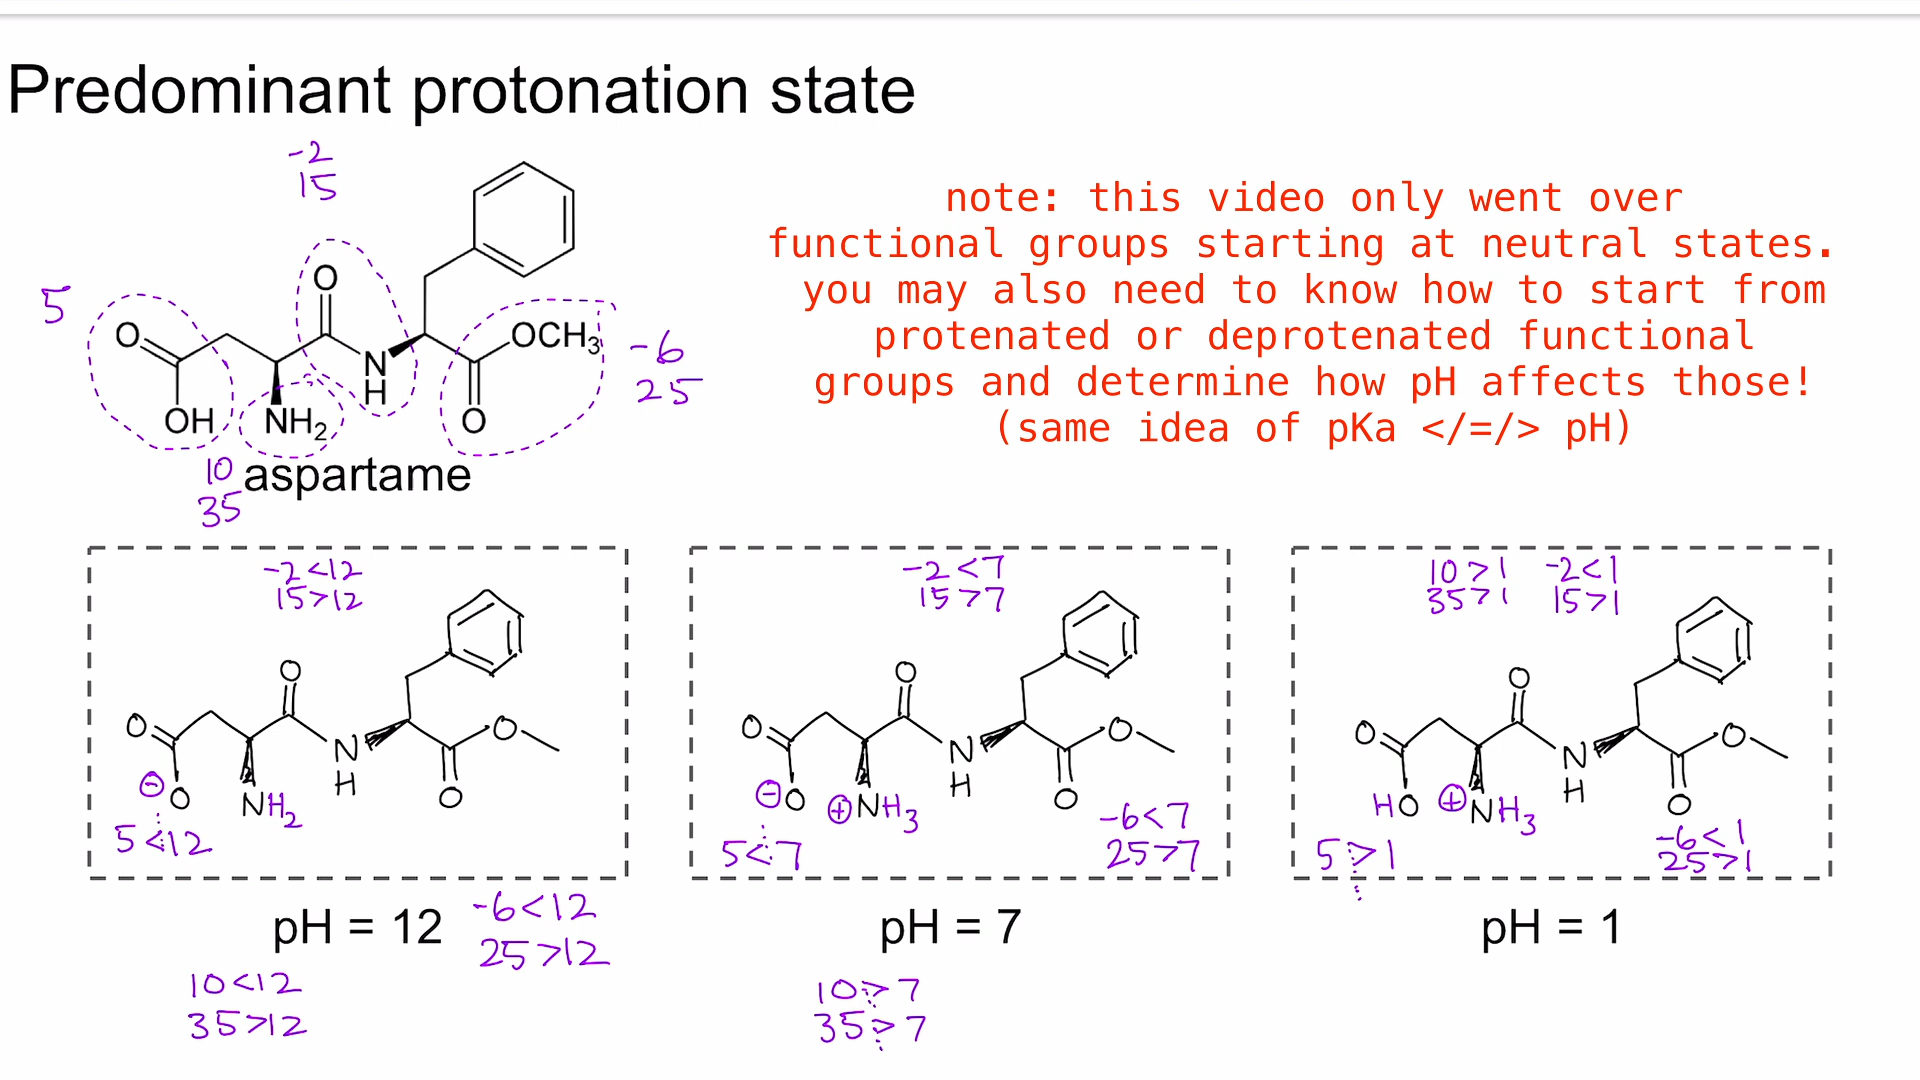 Predominant protonation state
-2
15
note: this video only went over
functional groups starting at neutral states.
you may also need to know how to start from
protenated or deprotenated functional
groups and determine how pH affects those!
(same idea of pKa </=/> pH)
5
O
O
OCH3
N
H
-6
25
OH
NH2
O
10
35
aspartame
-2<12
15>12
O
O
O
N
H
⊖
O
NH2
O
5<12
pH = 12
-6<12
25>12
10<12
35>12
-2<7
15>7
O
O
O
N
H
⊖O
⊕NH3
O
-6<7
25>7
5<7
pH = 7
10>7
35>7
10>1
35>1
-2<1
15>1
O
O
O
N
H
HO
⊕NH3
O
5>1
-6<1
25>1
pH = 1